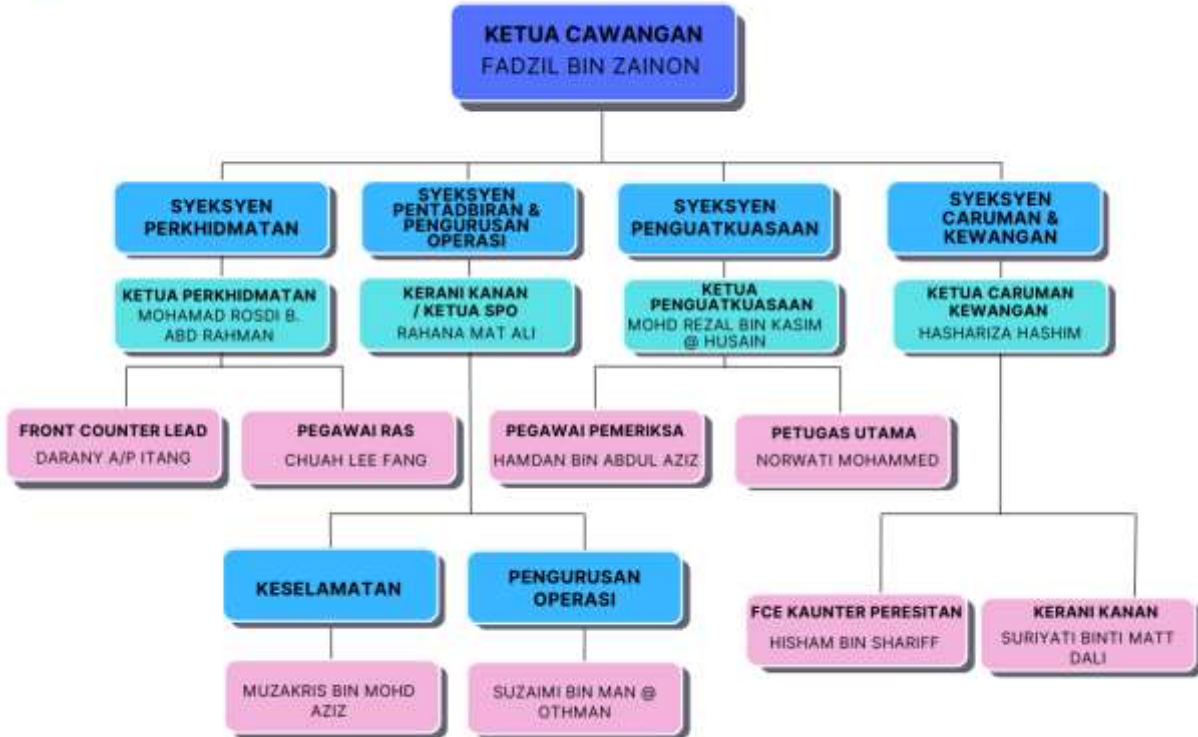 KETUA CAWANGAN
FADZIL BIN ZAINON
SYEKSYEN
PERKHIDMATAN
SYEKSYEN
PENTADBIRAN &
PENGURUSAN
OPERASI
SYEKSYEN
PENGUATKUASAAN
SYEKSYEN
CARUMAN &
KEWANGAN
KETUA PERKHIDMATAN
MOHAMAD ROSDI B.
ABD RAHMAN
KERANI KANAN
/ KETUA SPO
RAHANA MAT ALI
KETUA
PENGUATKUASAAN
MOHD REZAL BIN KASIM
@ HUSAIN
KETUA CARUMAN
KEWANGAN
HASHARIZA HASHIM
FRONT COUNTER LEAD
DARANY A/P ITANG
PEGAWAI RAS
CHUAH LEE FANG
PEGAWAI PEMERIKSA
HAMDAN BIN ABDUL AZIZ
PETUGAS UTAMA
NORWATI MOHAMMED
KESELAMATAN
PENGURUSAN
OPERASI
FCE KAUNTER PERESITAN
HISHAM BIN SHARIFF
KERANI KANAN
SURIYATI BINTI MATT
DALI
MUZAKRIS BIN MOHD
AZIZ
SUZAIMI BIN MAN @
OTHMAN